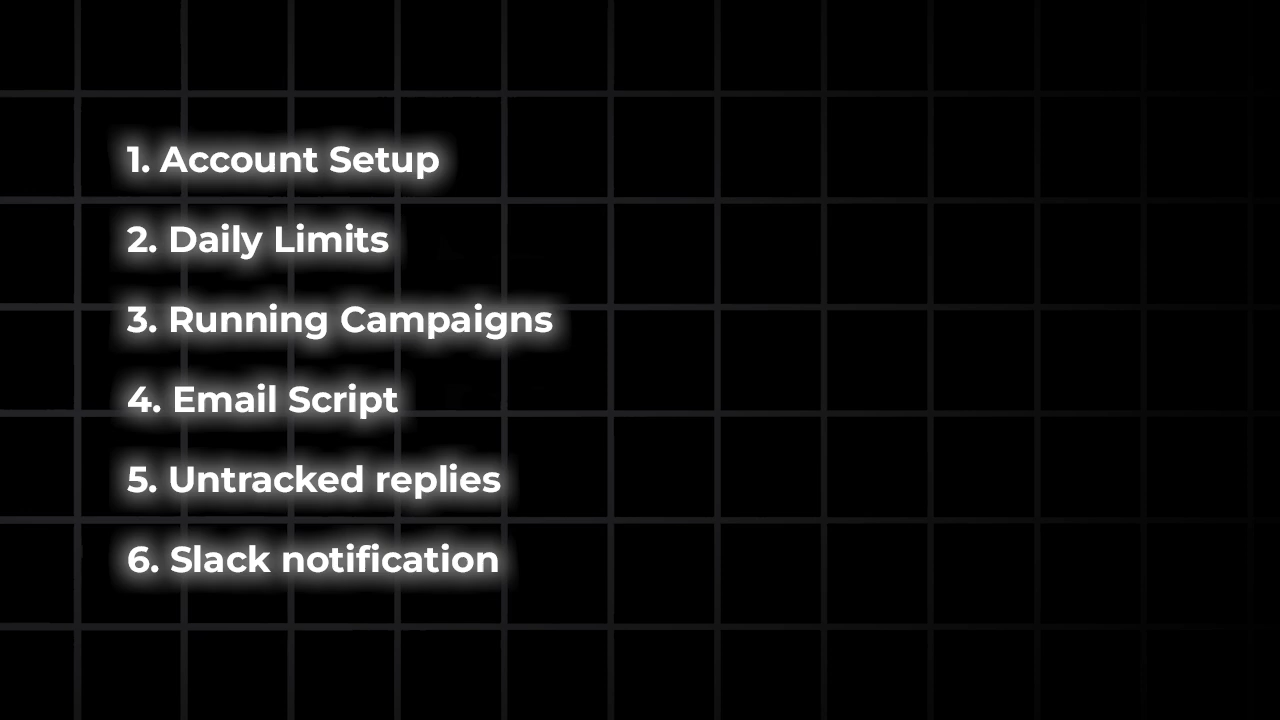 1. Account Setup
2. Daily Limits
3. Running Campaigns
4. Email Script
5. Untracked replies
6. Slack notification